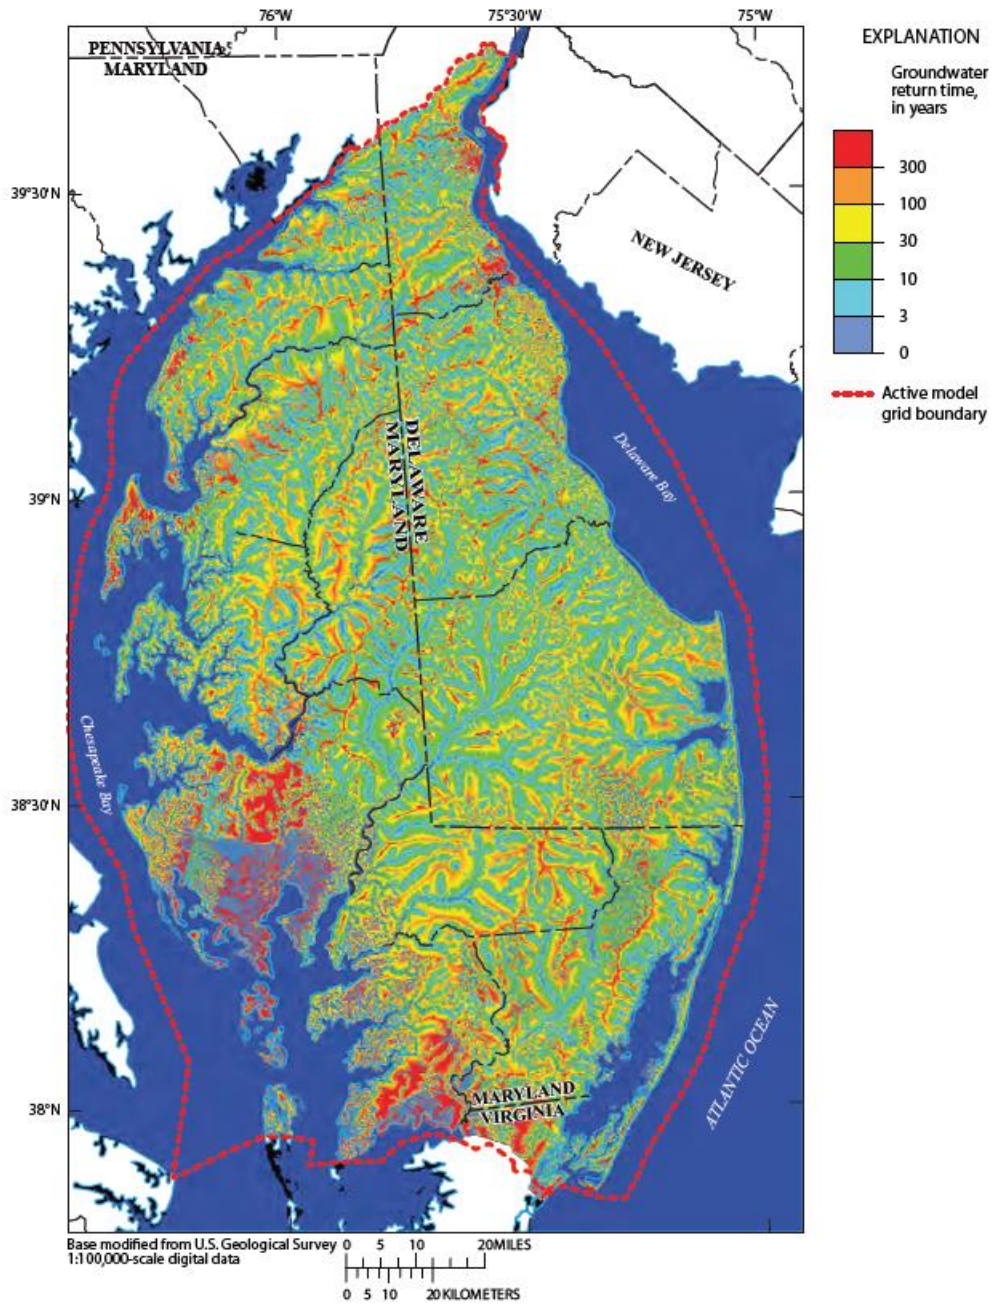 76°W
75°30'W
75°W
PENNSYLVANIA
MARYLAND
39°30'N
39°N
38°30'N
38°N
NEW JERSEY
DELAWARE
MARYLAND
Delaware Bay
Chesapeake Bay
ATLANTIC OCEAN
MARYLAND
VIRGINIA
EXPLANATION
Groundwater
return time,
in years
300
100
30
10
3
0
Active model
grid boundary
Base modified from U.S. Geological Survey
1:100,000-scale digital data
0 5 10 20 MILES
0 5 10 20 KILOMETERS